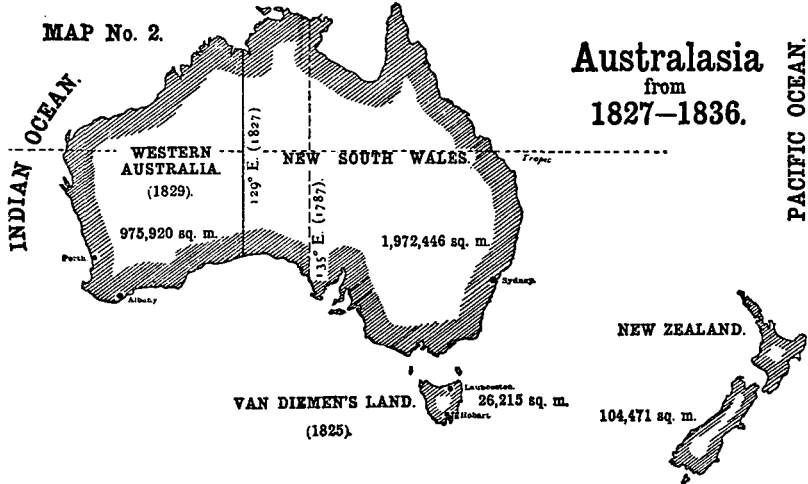 MAP No. 2.
Australasia
from
1827–1836.
INDIAN OCEAN.
PACIFIC OCEAN.
WESTERN
AUSTRALIA.
(1829).
975,920 sq. m.
129° E. (1827)
135° E. (1787).
NEW SOUTH WALES.
1,972,446 sq. m.
Tropic
Perth
Albany
Sydney.
NEW ZEALAND.
104,471 sq. m.
VAN DIEMEN'S LAND.
(1825).
Launceston.
26,215 sq. m.
Hobart.